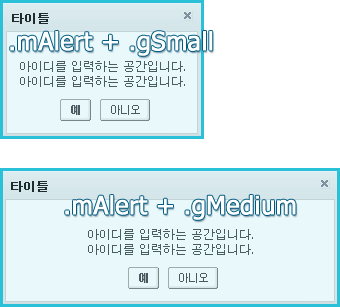 타이틀
.mAlert + .gSmall
아이디를 입력하는 공간입니다.
아이디를 입력하는 공간입니다.
예 아니오
타이틀
.mAlert + .gMedium
아이디를 입력하는 공간입니다.
아이디를 입력하는 공간입니다.
예 아니오